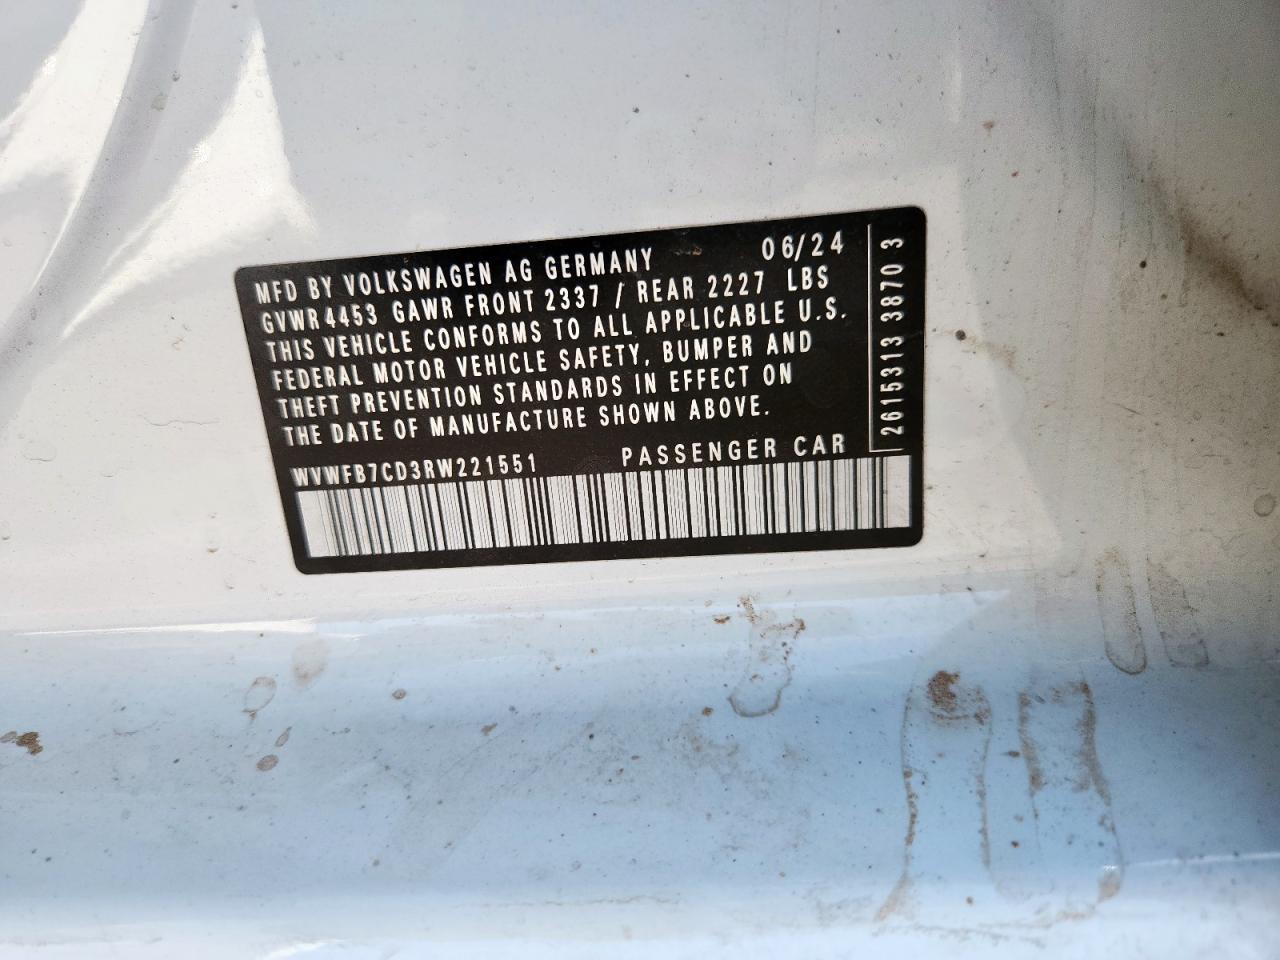 MFD BY VOLKSWAGEN AG GERMANY 06/24
GVWR 4453 GAWR FRONT 2337 / REAR 2227 LBS
THIS VEHICLE CONFORMS TO ALL APPLICABLE U.S.
FEDERAL MOTOR VEHICLE SAFETY, BUMPER AND
THEFT PREVENTION STANDARDS IN EFFECT ON
THE DATE OF MANUFACTURE SHOWN ABOVE.
WVWFB7CD3RW221551 PASSENGER CAR
2615313 3870 3